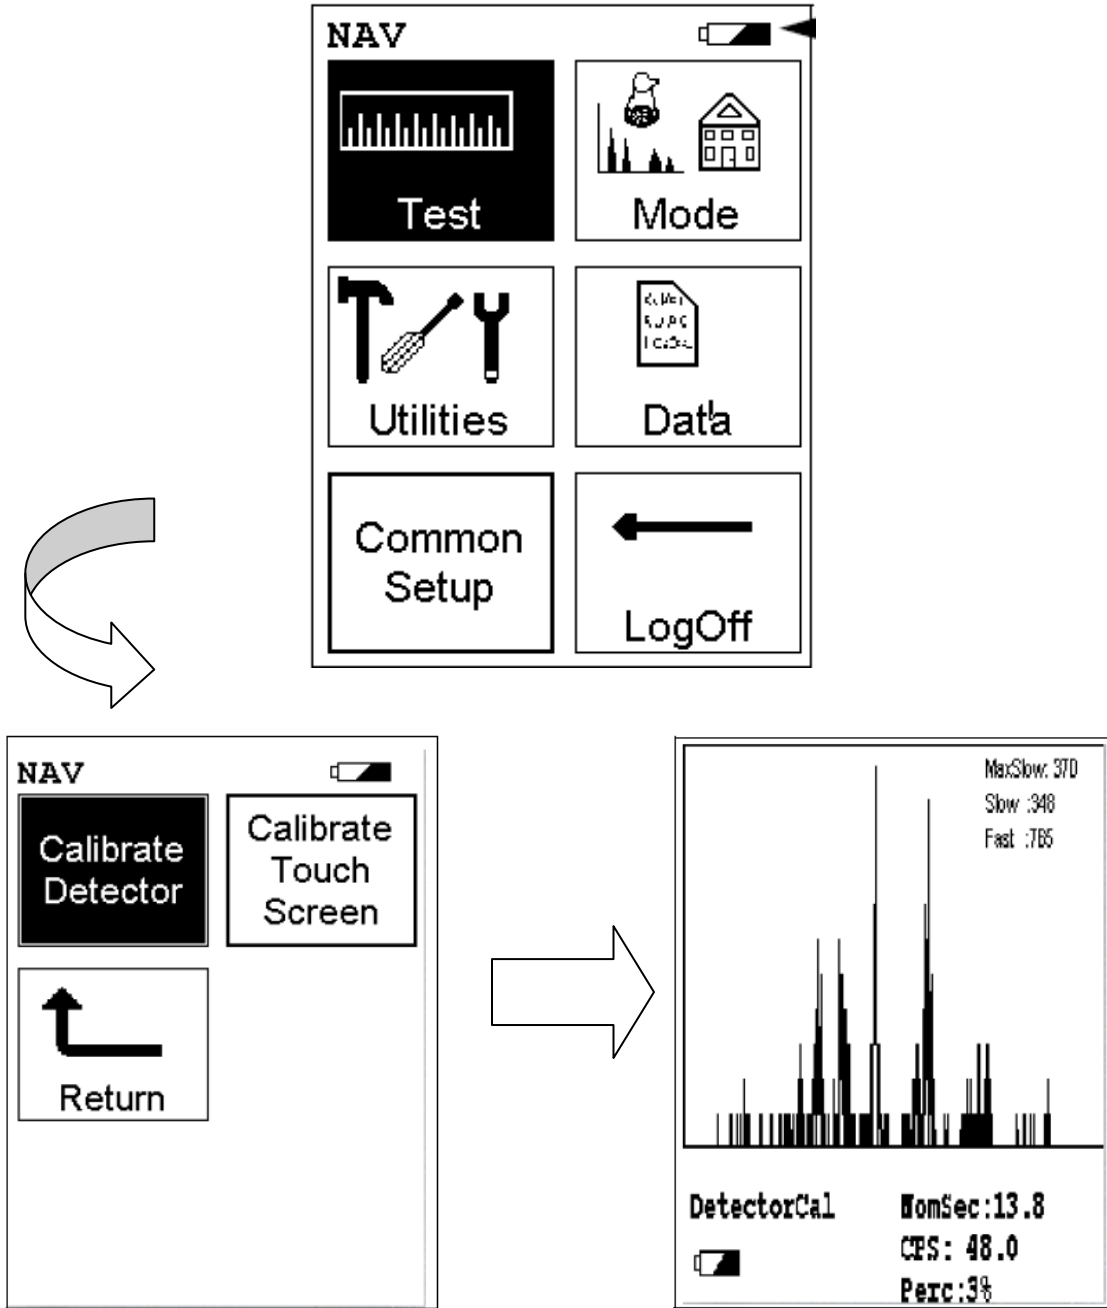 NAV
Test
Mode
Utilities
Data
Common
Setup
LogOff
NAV
Calibrate
Detector
Calibrate
Touch
Screen
Return
MaxSlow: 370
Slow :348
Fast :765
DetectorCal
NomSec:13.8
CPS: 48.0
Perc:3%